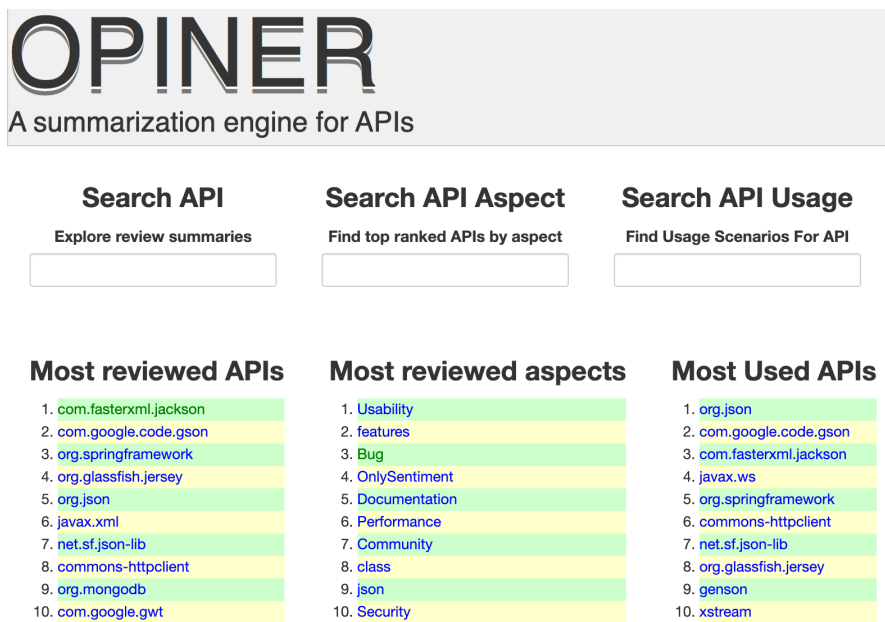 OPINER
A summarization engine for APIs
Search API
Explore review summaries
Search API Aspect
Find top ranked APIs by aspect
Search API Usage
Find Usage Scenarios For API
Most reviewed APIs
1. com.fasterxml.jackson
2. com.google.code.gson
3. org.springframework
4. org.glassfish.jersey
5. org.json
6. javax.xml
7. net.sf.json-lib
8. commons-httpclient
9. org.mongodb
10. com.google.gwt
Most reviewed aspects
1. Usability
2. features
3. Bug
4. OnlySentiment
5. Documentation
6. Performance
7. Community
8. class
9. json
10. Security
Most Used APIs
1. org.json
2. com.google.code.gson
3. com.fasterxml.jackson
4. javax.ws
5. org.springframework
6. commons-httpclient
7. net.sf.json-lib
8. org.glassfish.jersey
9. genson
10. xstream